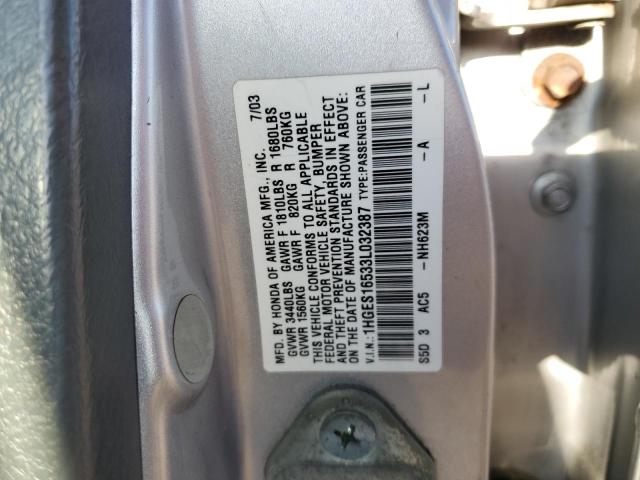 MFD. BY HONDA OF AMERICA MFG., INC. 7/03
GVWR 3440LBS GAWR F 1810LBS R 1680LBS
GVWR 1560KG GAWR F 820KG R 760KG
THIS VEHICLE CONFORMS TO ALL APPLICABLE
FEDERAL MOTOR VEHICLE SAFETY, BUMPER
AND THEFT PREVENTION STANDARDS IN EFFECT
ON THE DATE OF MANUFACTURE SHOWN ABOVE:
V.I.N.: 1HGES16533L032387 TYPE:PASSENGER CAR
S5D 3 AC5 -NH623M -A -L